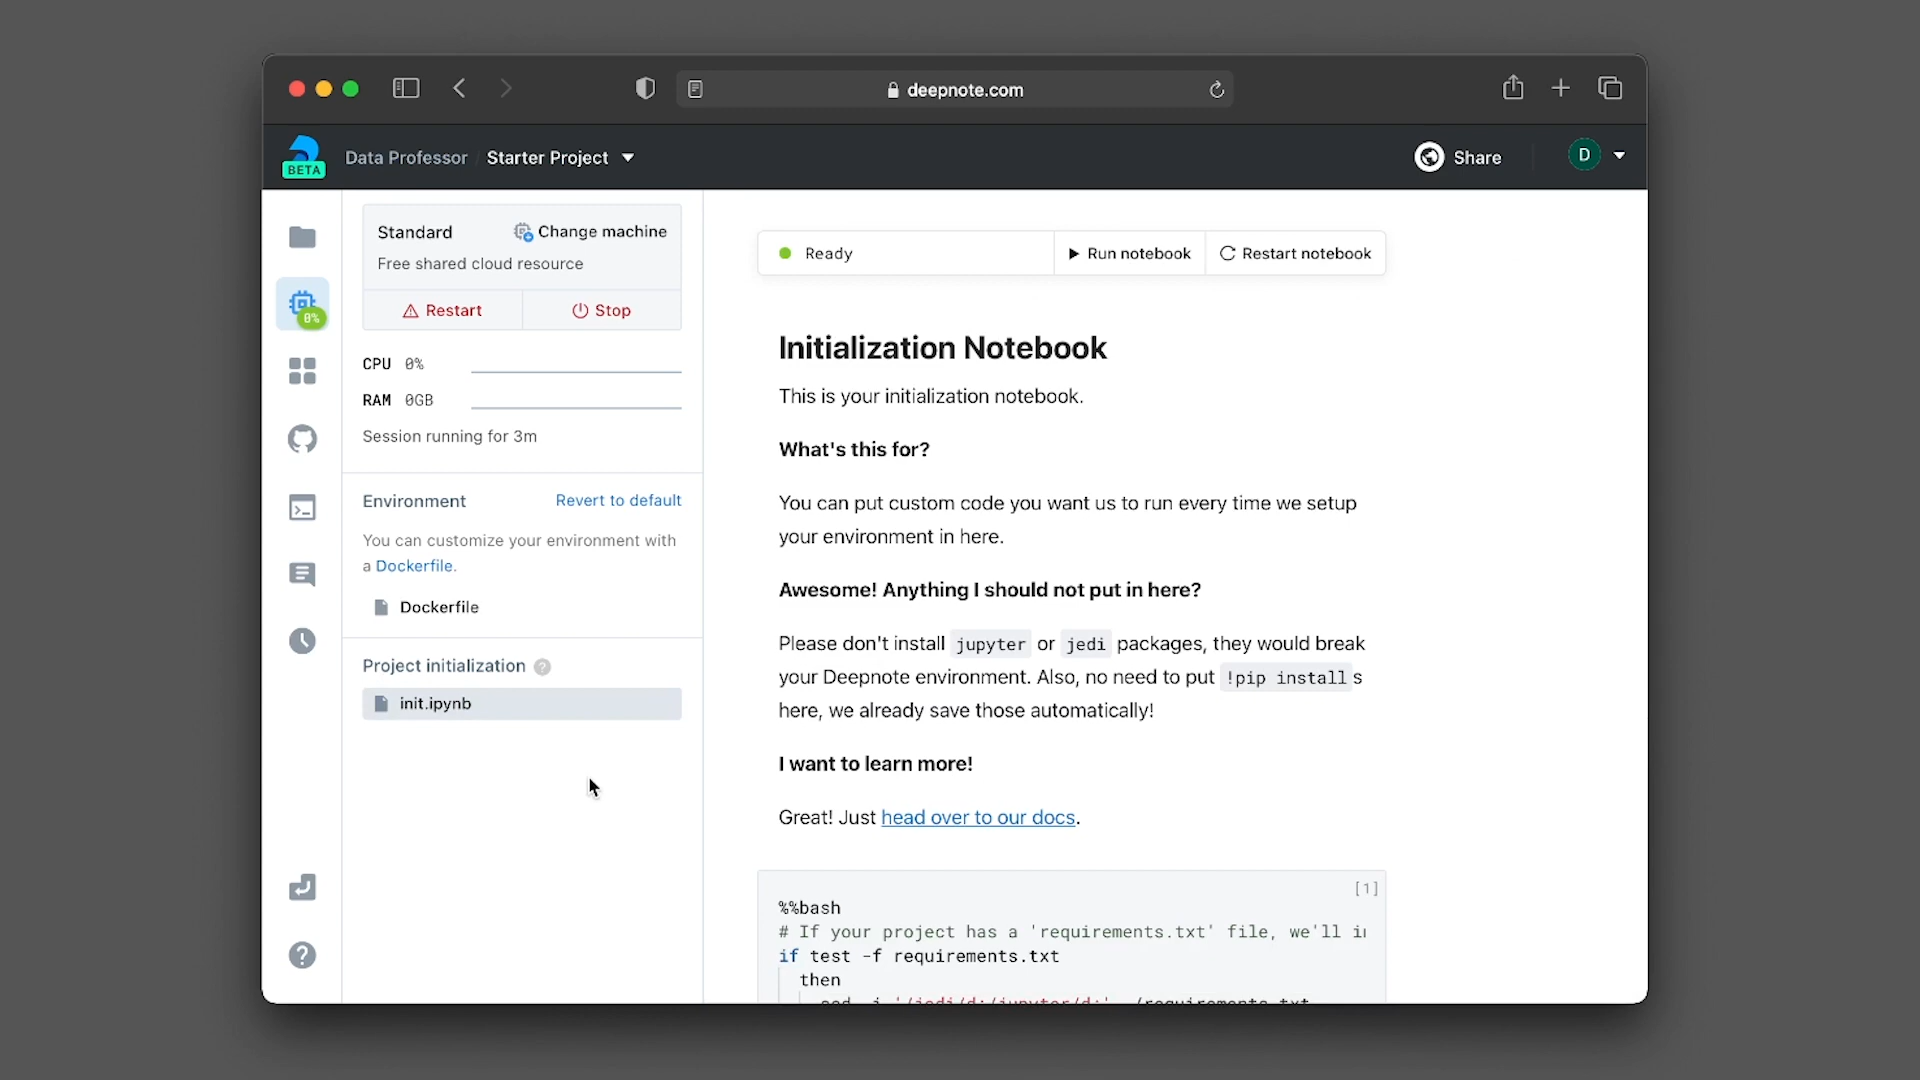 deepnote.com
BETA
Data Professor
Starter Project
Share
D
Standard
Change machine
Free shared cloud resource
Restart
Stop
0%
CPU 0%
RAM 0GB
Session running for 3m
Environment
Revert to default
You can customize your environment with
a Dockerfile.
Dockerfile
Project initialization ?
init.ipynb
?
Ready
Run notebook
Restart notebook
Initialization Notebook
This is your initialization notebook.
What's this for?
You can put custom code you want us to run every time we setup
your environment in here.
Awesome! Anything I should not put in here?
Please don't install jupyter or jedi packages, they would break
your Deepnote environment. Also, no need to put !pip install s
here, we already save those automatically!
I want to learn more!
Great! Just head over to our docs.
[1]
%%bash
# If your project has a 'requirements.txt' file, we'll
if test -f requirements.txt
then
sed -i '/jedi/d;/jupyter/d;' ./requirements.txt